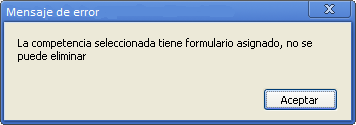 Mensaje de error
La competencia seleccionada tiene formulario asignado, no se
puede eliminar
Aceptar